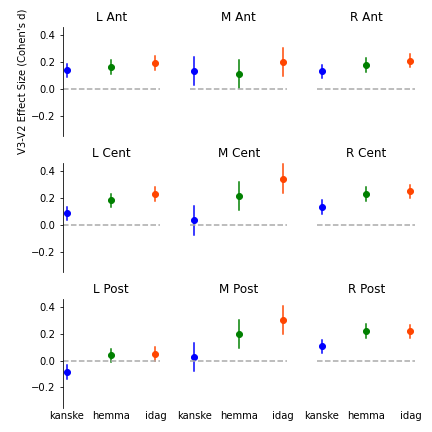 V3-V2 Effect Size (Cohen's d)
L Ant M Ant R Ant
0.4
0.2
0.0
−0.2
L Cent M Cent R Cent
0.4
0.2
0.0
−0.2
L Post M Post R Post
0.4
0.2
0.0
−0.2
kanske hemma idag kanske hemma idag kanske hemma idag